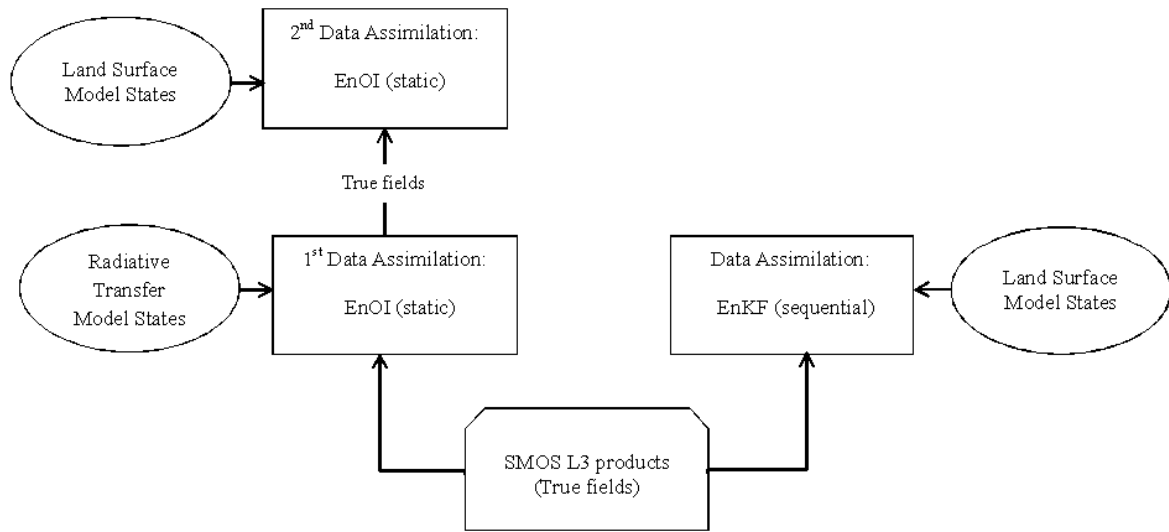 Land Surface
Model States
2nd Data Assimilation:
EnOI (static)
True fields
Radiative
Transfer
Model States
1st Data Assimilation:
EnOI (static)
Data Assimilation:
EnKF (sequential)
Land Surface
Model States
SMOS L3 products
(True fields)